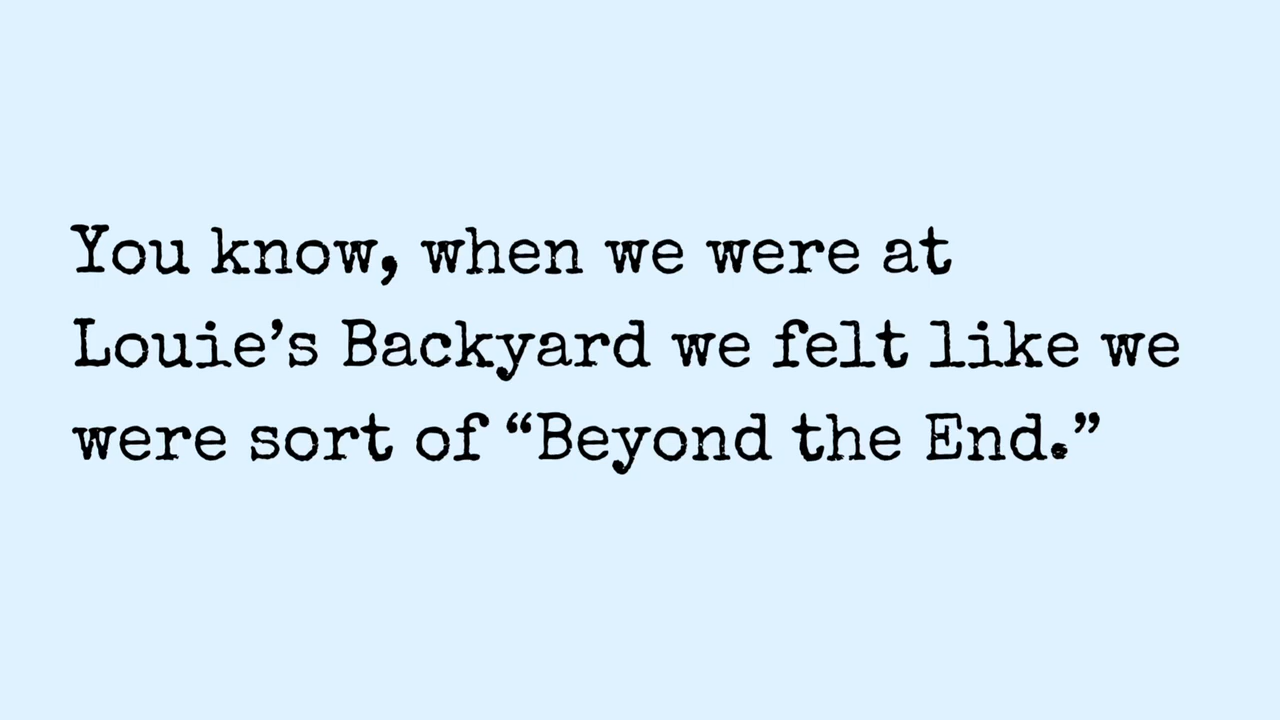 You know, when we were at
Louie’s Backyard we felt like we
were sort of “Beyond the End.”